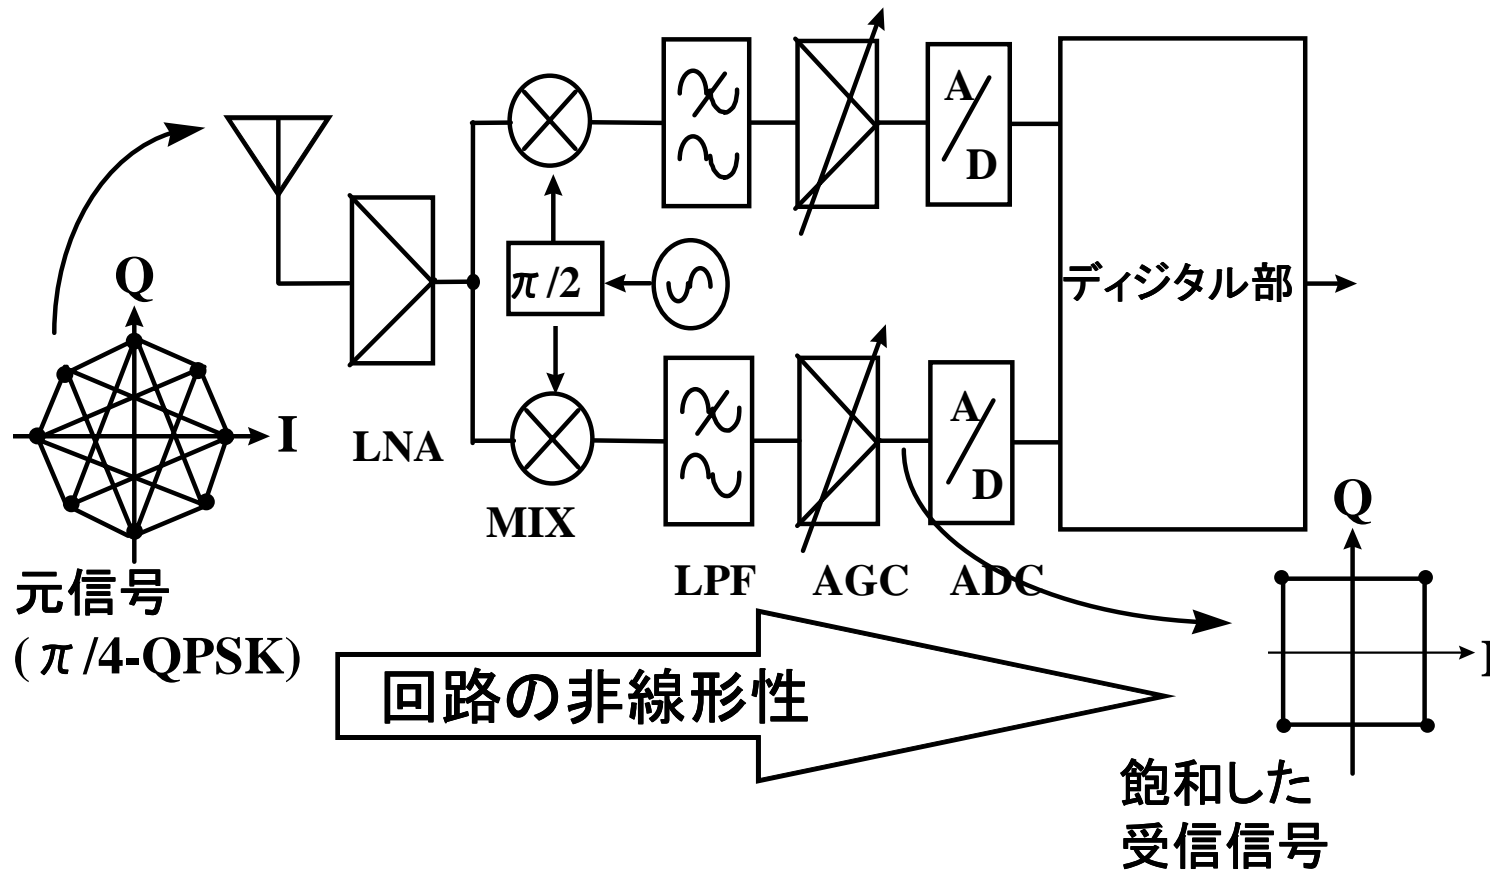 A
D
Q
π/2
ディジタル部
I
LNA
A
D
MIX
Q
LPF
AGC
ADC
元信号
(π/4-QPSK)
I
回路の非線形性
飽和した
受信信号